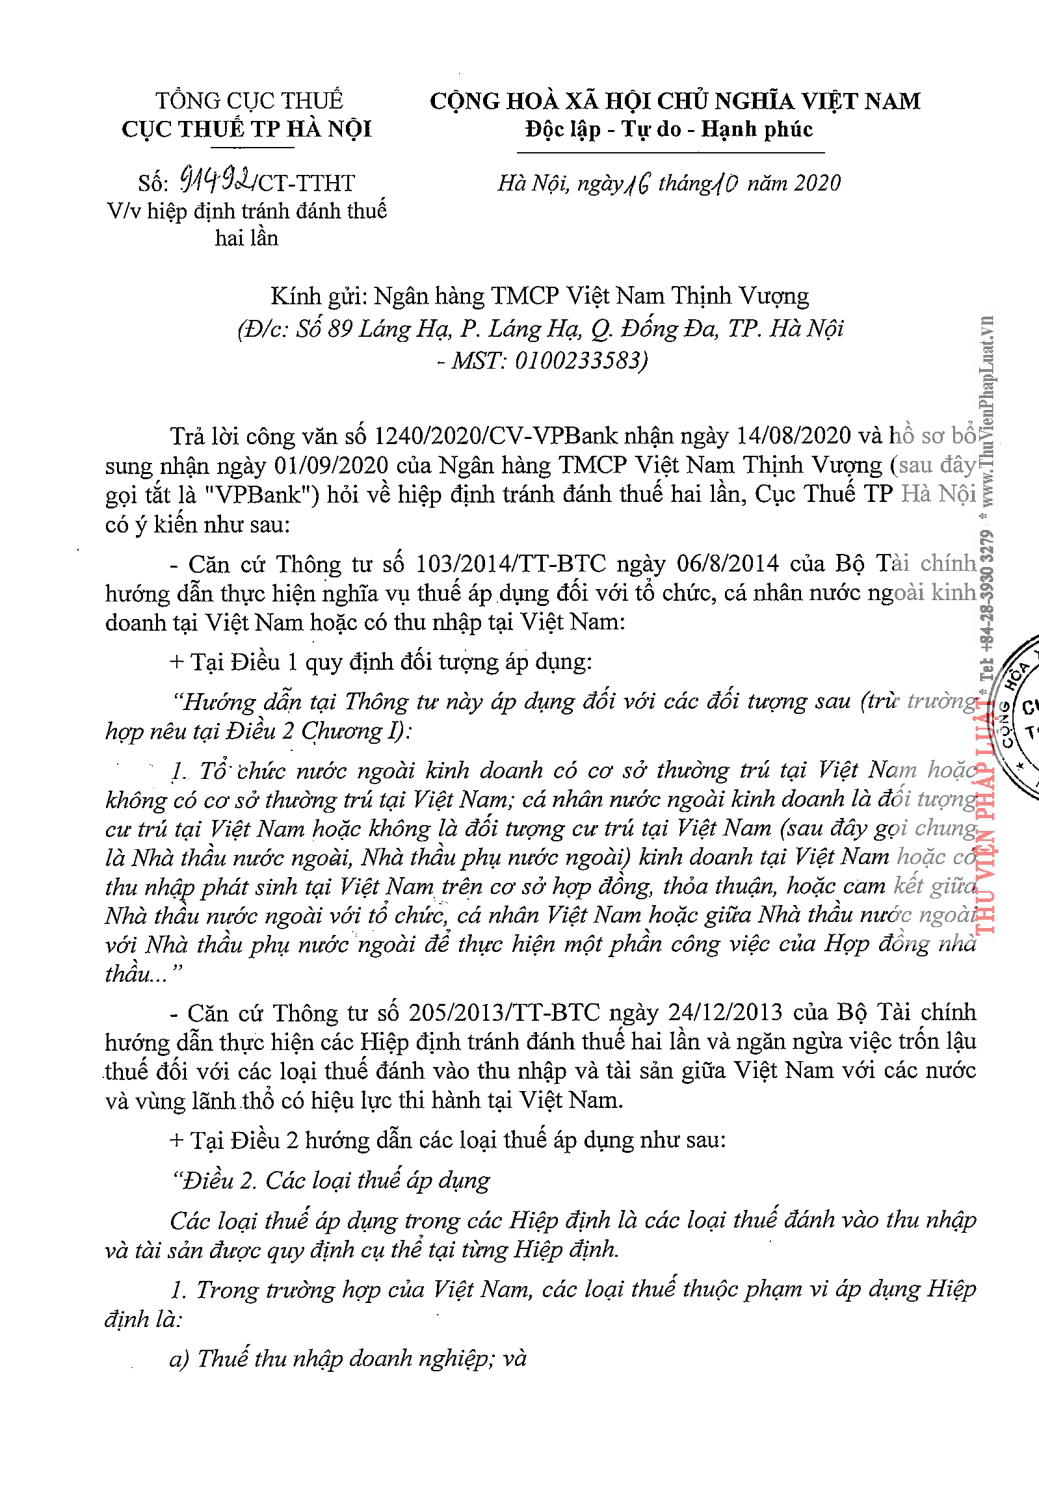 TỔNG CỤC THUẾ
CỤC THUẾ TP HÀ NỘI
CỘNG HOÀ XÃ HỘI CHỦ NGHĨA VIỆT NAM
Độc lập - Tự do - Hạnh phúc
Số: 91492/CT-TTHT
V/v hiệp định tránh đánh thuế
hai lần
Hà Nội, ngày 16 tháng 10 năm 2020
Kính gửi: Ngân hàng TMCP Việt Nam Thịnh Vượng
(Đ/c: Số 89 Láng Hạ, P. Láng Hạ, Q. Đống Đa, TP. Hà Nội
- MST: 0100233583)
Trả lời công văn số 1240/2020/CV-VPBank nhận ngày 14/08/2020 và hồ sơ bổ
sung nhận ngày 01/09/2020 của Ngân hàng TMCP Việt Nam Thịnh Vượng (sau đây
gọi tắt là "VPBank") hỏi về hiệp định tránh đánh thuế hai lần, Cục Thuế TP Hà Nội
có ý kiến như sau:
- Căn cứ Thông tư số 103/2014/TT-BTC ngày 06/8/2014 của Bộ Tài chính
hướng dẫn thực hiện nghĩa vụ thuế áp dụng đối với tổ chức, cá nhân nước ngoài kinh
doanh tại Việt Nam hoặc có thu nhập tại Việt Nam:
+ Tại Điều 1 quy định đối tượng áp dụng:
“Hướng dẫn tại Thông tư này áp dụng đối với các đối tượng sau (trừ trường
hợp nêu tại Điều 2 Chương I):
1. Tổ chức nước ngoài kinh doanh có cơ sở thường trú tại Việt Nam hoặc
không có cơ sở thường trú tại Việt Nam; cá nhân nước ngoài kinh doanh là đối tượng
cư trú tại Việt Nam hoặc không là đối tượng cư trú tại Việt Nam (sau đây gọi chung
là Nhà thầu nước ngoài, Nhà thầu phụ nước ngoài) kinh doanh tại Việt Nam hoặc có
thu nhập phát sinh tại Việt Nam trên cơ sở hợp đồng, thỏa thuận, hoặc cam kết giữa
Nhà thầu nước ngoài với tổ chức, cá nhân Việt Nam hoặc giữa Nhà thầu nước ngoài
với Nhà thầu phụ nước ngoài để thực hiện một phần công việc của Hợp đồng nhà
thầu...”
- Căn cứ Thông tư số 205/2013/TT-BTC ngày 24/12/2013 của Bộ Tài chính
hướng dẫn thực hiện các Hiệp định tránh đánh thuế hai lần và ngăn ngừa việc trốn lậu
thuế đối với các loại thuế đánh vào thu nhập và tài sản giữa Việt Nam với các nước
và vùng lãnh thổ có hiệu lực thi hành tại Việt Nam.
+ Tại Điều 2 hướng dẫn các loại thuế áp dụng như sau:
“Điều 2. Các loại thuế áp dụng
Các loại thuế áp dụng trong các Hiệp định là các loại thuế đánh vào thu nhập
và tài sản được quy định cụ thể tại từng Hiệp định.
1. Trong trường hợp của Việt Nam, các loại thuế thuộc phạm vi áp dụng Hiệp
định là:
a) Thuế thu nhập doanh nghiệp; và
THƯ VIỆN PHÁP LUẬT * Tel: +84-28-3930 3279 * www.ThuVienPhapLuat.vn
CỘNG HÒA